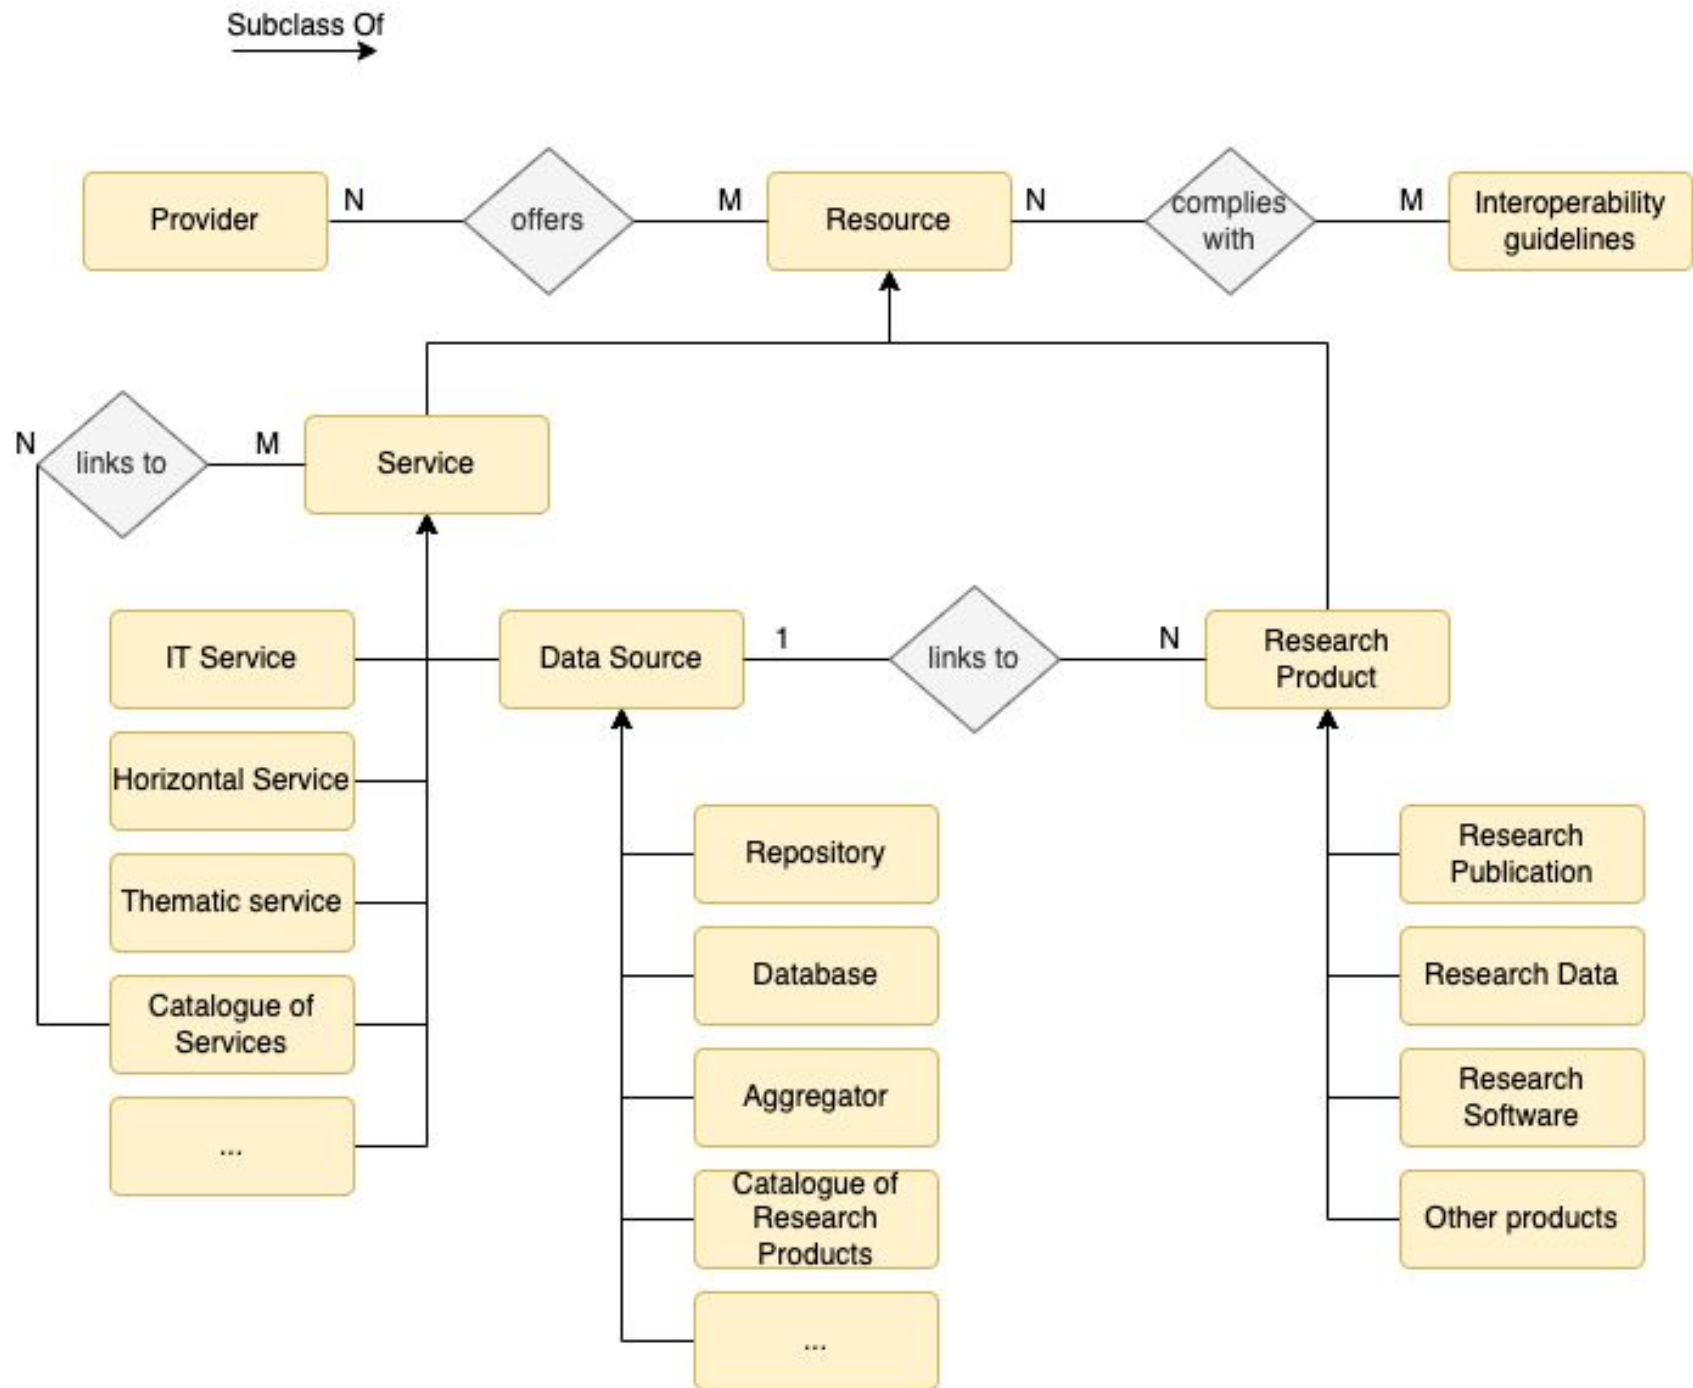 Subclass Of
Provider
N
offers
M
Resource
N
complies
with
M
Interoperability
guidelines
N
links to
M
Service
IT Service
Data Source
1
links to
N
Research
Product
Horizontal Service
Thematic service
Catalogue of
Services
...
Repository
Database
Aggregator
Catalogue of
Research
Products
...
Research
Publication
Research Data
Research
Software
Other products